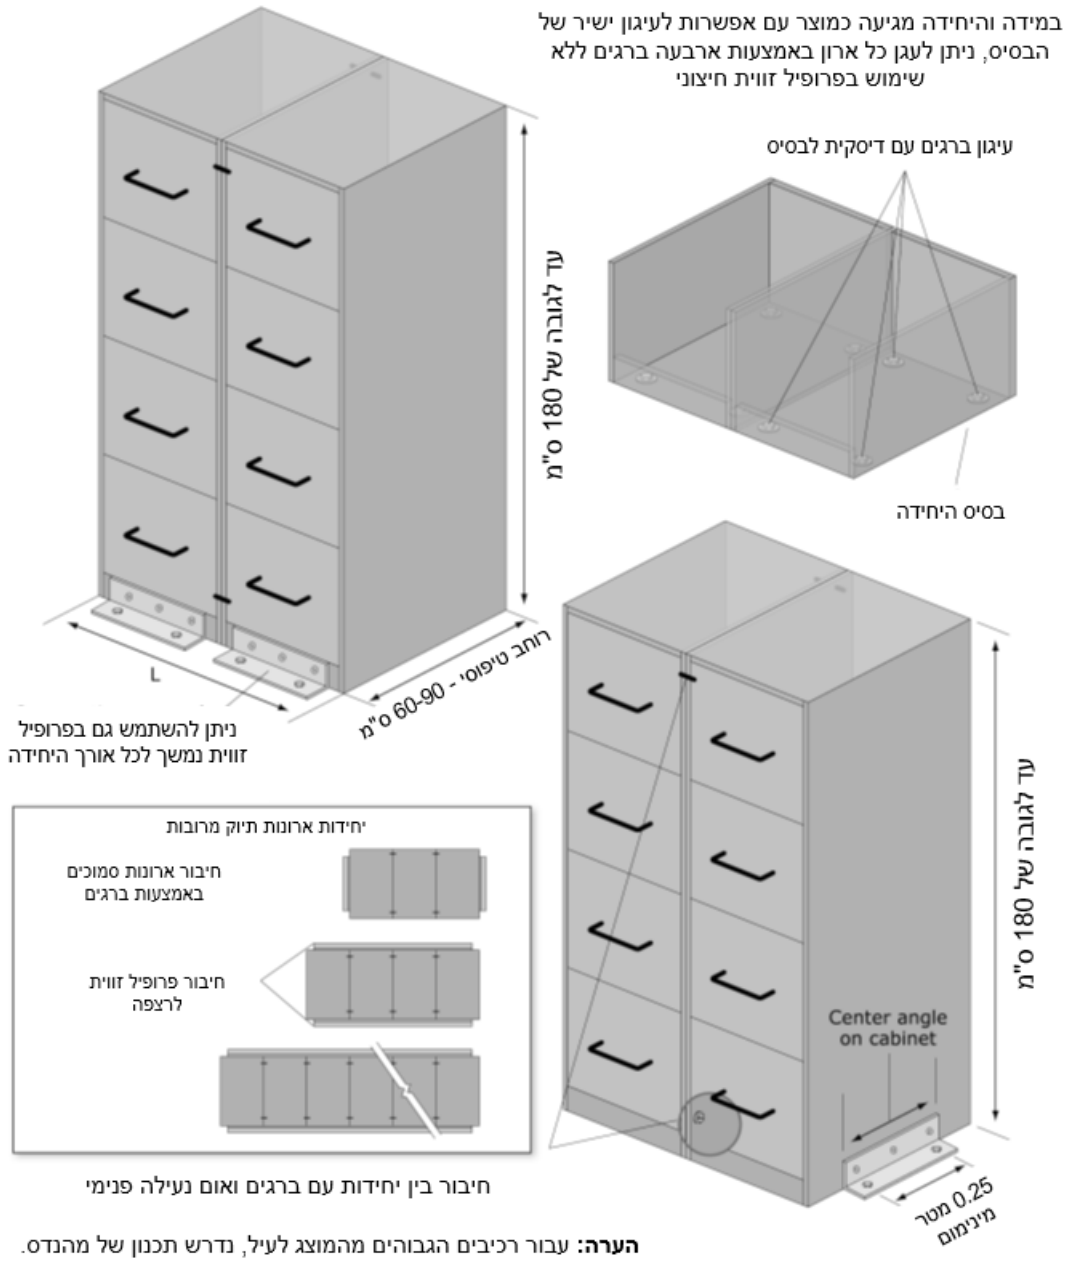 במידה והיחידה מגיעה כמוצר עם אפשרות לעיגון ישיר של
הבסיס, ניתן לעגן כל ארון באמצעות ארבעה ברגים ללא
שימוש בפרופיל זווית חיצוני
עיגון ברגים עם דיסקית לבסיס
עד לגובה של 180 ס"מ
בסיס היחידה
רוחב טיפוסי - 60-90 ס"מ
L
ניתן להשתמש גם בפרופיל
זווית נמשך לכל אורך היחידה
עד לגובה של 180 ס"מ
יחידות ארונות תיוק מרובות
חיבור ארונות סמוכים
באמצעות ברגים
חיבור פרופיל זווית
לרצפה
Center angle
on cabinet
0.25 מטר
מינימום
חיבור בין יחידות עם ברגים ואום נעילה פנימי
הערה: עבור רכיבים הגבוהים מהמוצג לעיל, נדרש תכנון של מהנדס.